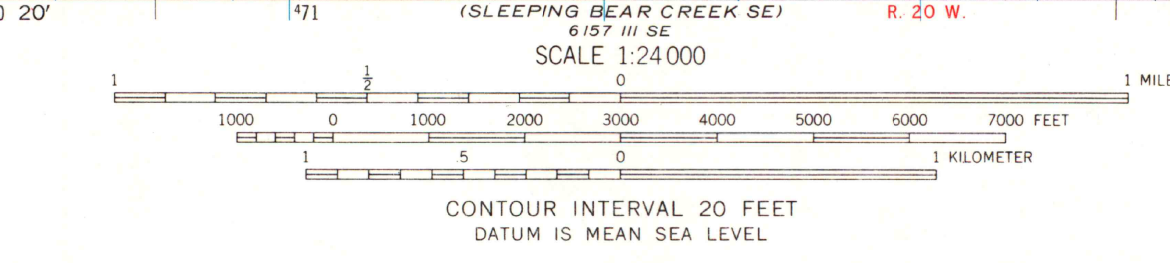 20' ⁴71 (SLEEPING BEAR CREEK SE) R. 20 W.
6157 III SE
SCALE 1:24 000
1 ½ 0 1 MILE
1000 0 1000 2000 3000 4000 5000 6000 7000 FEET
1 .5 0 1 KILOMETER
CONTOUR INTERVAL 20 FEET
DATUM IS MEAN SEA LEVEL